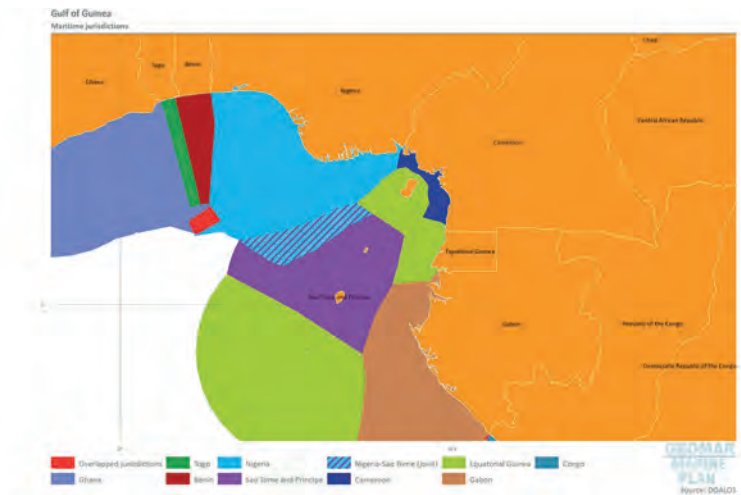 Gulf of Guinea
Maritime jurisdictions
Chad
Togo
Benin
Ghana
Nigeria
Central African Republic
Cameroon
Equatorial Guinea
Sao Tome and Principe
Gabon
Republic of the Congo
Democratic Republic of the Congo
Overlapped jurisdictions
Togo
Nigeria
Nigeria-Sao Tome (Joint)
Equatorial Guinea
Congo
Ghana
Benin
Sao Tome and Principe
Cameroon
Gabon
GEOMAR
MARINE
PLAN
Source: DOALOS